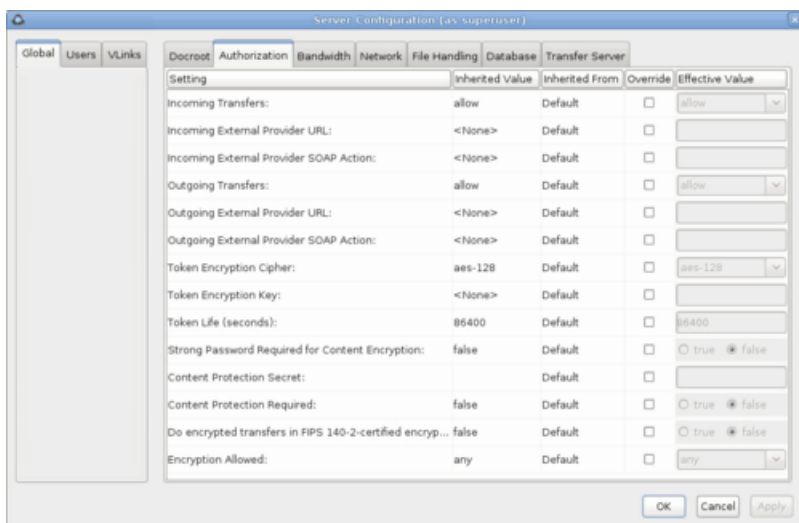 Server Configuration (as superuser)
Global Users VLinks
Docroot Authorization Bandwidth Network File Handling Database Transfer Server
Setting Inherited Value Inherited From Override Effective Value
Incoming Transfers: allow Default allow
Incoming External Provider URL: <None> Default
Incoming External Provider SOAP Action: <None> Default
Outgoing Transfers: allow Default allow
Outgoing External Provider URL: <None> Default
Outgoing External Provider SOAP Action: <None> Default
Token Encryption Cipher: aes-128 Default aes-128
Token Encryption Key: <None> Default
Token Life (seconds): 86400 Default 86400
Strong Password Required for Content Encryption: false Default true false
Content Protection Secret: Default
Content Protection Required: false Default true false
Do encrypted transfers in FIPS 140-2-certified encryp... false Default true false
Encryption Allowed: any Default any
OK Cancel Apply